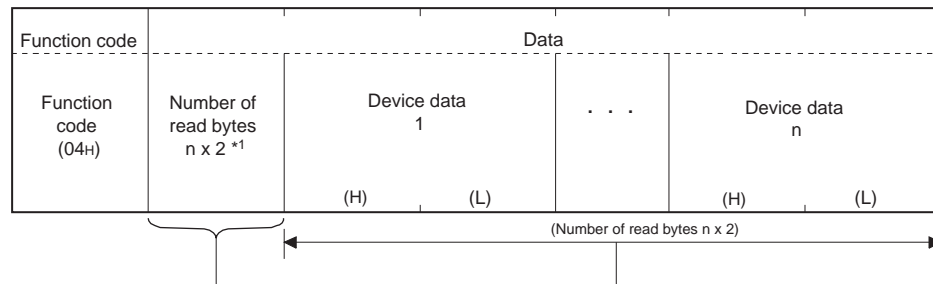 Function code
Data
Function
code
(04H)
Number of
read bytes
n x 2 *1
Device data
1
. . .
Device data
n
(H)
(L)
(H)
(L)
(Number of read bytes n x 2)